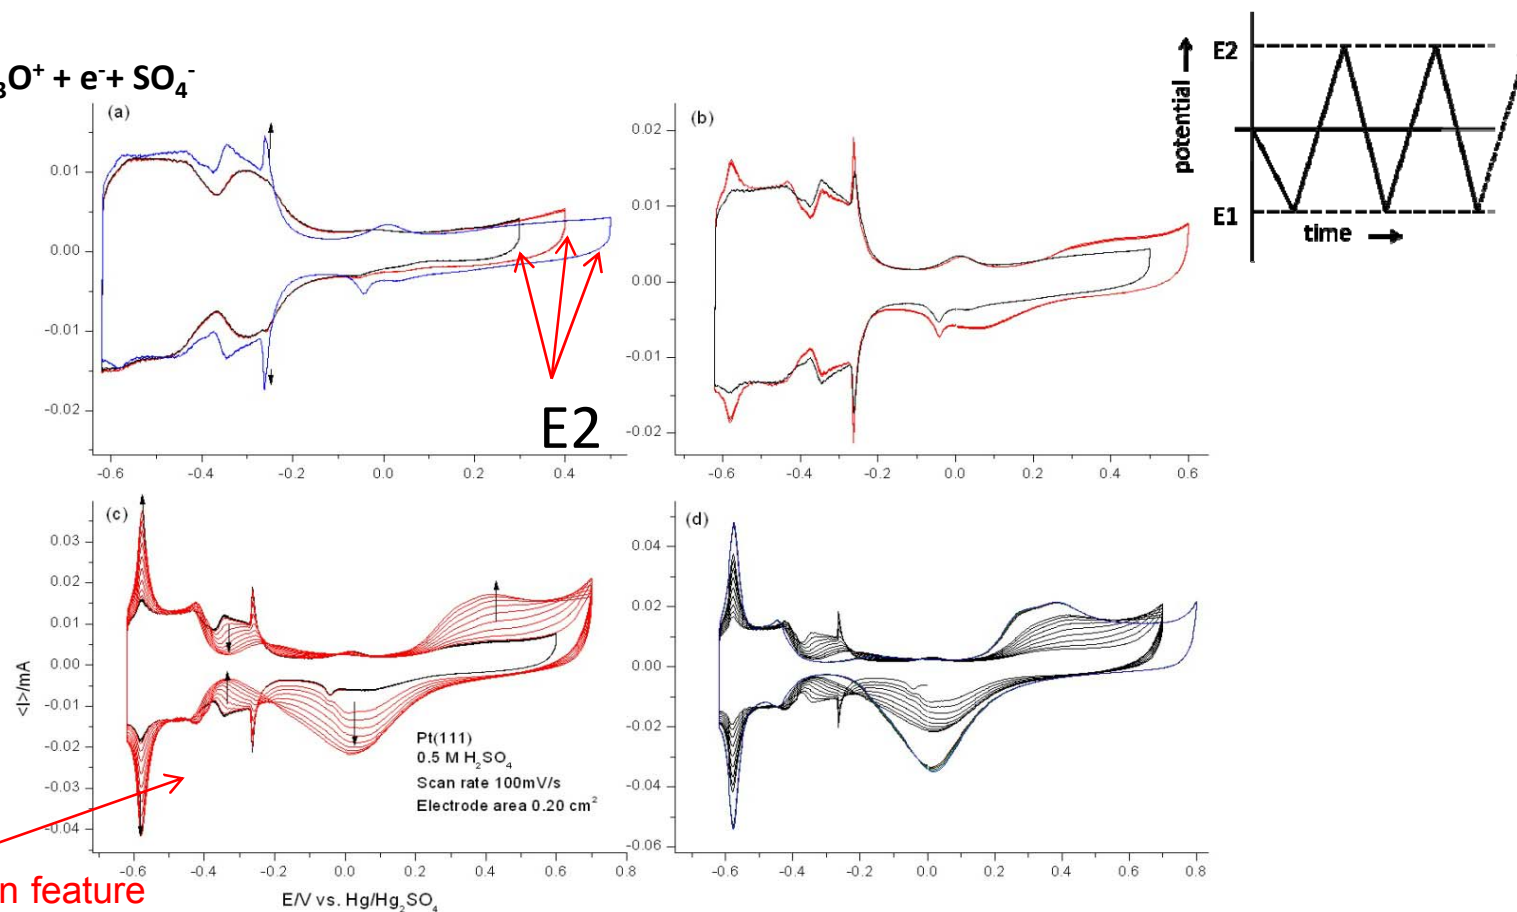 ₃O⁺ + e⁻+ SO₄⁻
(a)
0.01
0.00
-0.01
-0.02
-0.6 -0.4 -0.2 0.0 0.2 0.4
E2
(b)
0.02
0.01
0.00
-0.01
-0.02
-0.6 -0.4 -0.2 0.0 0.2 0.4 0.6
potential
E2
E1
time
(c)
0.03
0.02
0.01
0.00
-0.01
-0.02
-0.03
-0.04
<I>/mA
Pt(111)
0.5 M H₂SO₄
Scan rate 100mV/s
Electrode area 0.20 cm²
-0.6 -0.4 -0.2 0.0 0.2 0.4 0.6 0.8
E/V vs. Hg/Hg₂SO₄
(d)
0.04
0.02
0.00
-0.02
-0.04
-0.06
-0.6 -0.4 -0.2 0.0 0.2 0.4 0.6 0.8
n feature